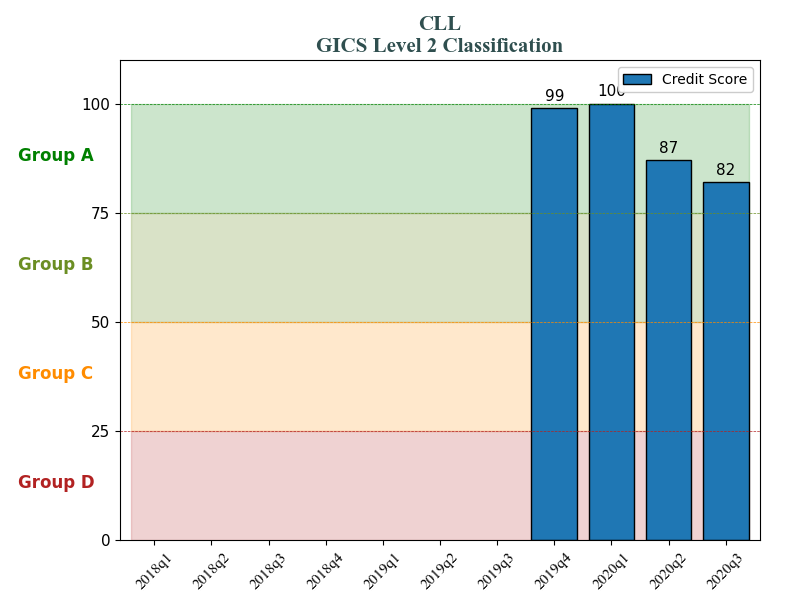 CLL
GICS Level 2 Classification
Credit Score
99
100
87
82
100
75
50
25
0
Group A
Group B
Group C
Group D
2018q1
2018q2
2018q3
2018q4
2019q1
2019q2
2019q3
2019q4
2020q1
2020q2
2020q3